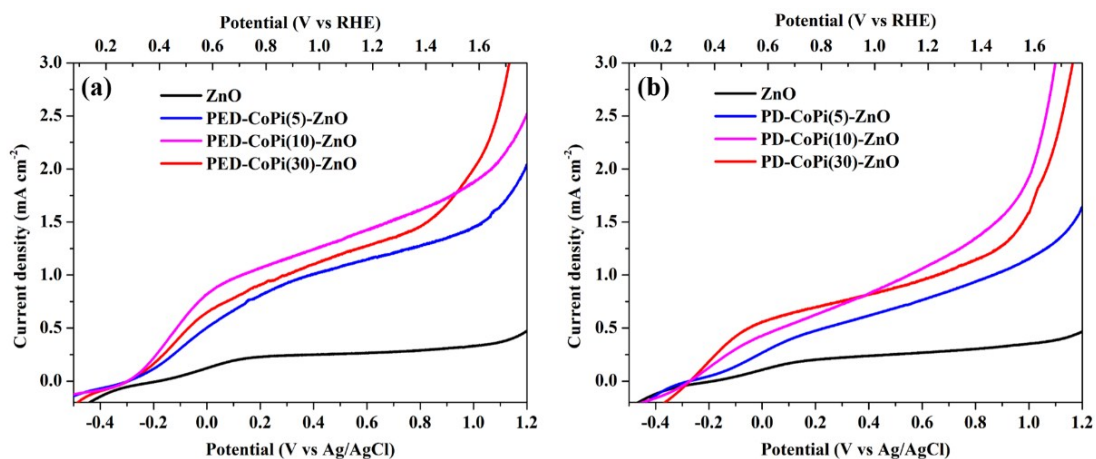 Potential (V vs RHE)
0.2 0.4 0.6 0.8 1.0 1.2 1.4 1.6
(a)
ZnO
PED-CoPi(5)-ZnO
PED-CoPi(10)-ZnO
PED-CoPi(30)-ZnO
Current density (mA cm⁻²)
3.0
2.5
2.0
1.5
1.0
0.5
0.0
-0.4 -0.2 0.0 0.2 0.4 0.6 0.8 1.0 1.2
Potential (V vs Ag/AgCl)
Potential (V vs RHE)
0.2 0.4 0.6 0.8 1.0 1.2 1.4 1.6
(b)
ZnO
PD-CoPi(5)-ZnO
PD-CoPi(10)-ZnO
PD-CoPi(30)-ZnO
Current density (mA cm⁻²)
3.0
2.5
2.0
1.5
1.0
0.5
0.0
-0.4 -0.2 0.0 0.2 0.4 0.6 0.8 1.0 1.2
Potential (V vs Ag/AgCl)